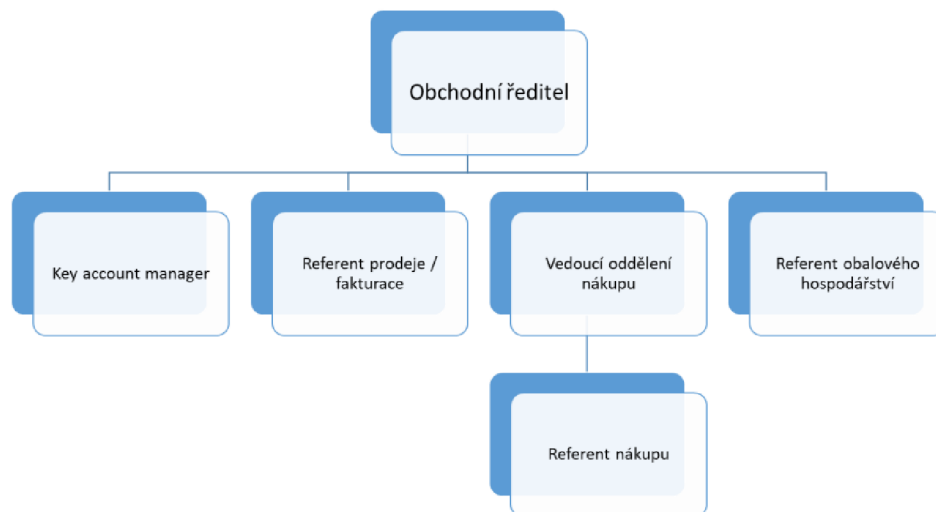 Obchodní ředitel
Key account manager
Referent prodeje /
fakturace
Vedoucí oddělení
nákupu
Referent obalového
hospodářství
Referent nákupu